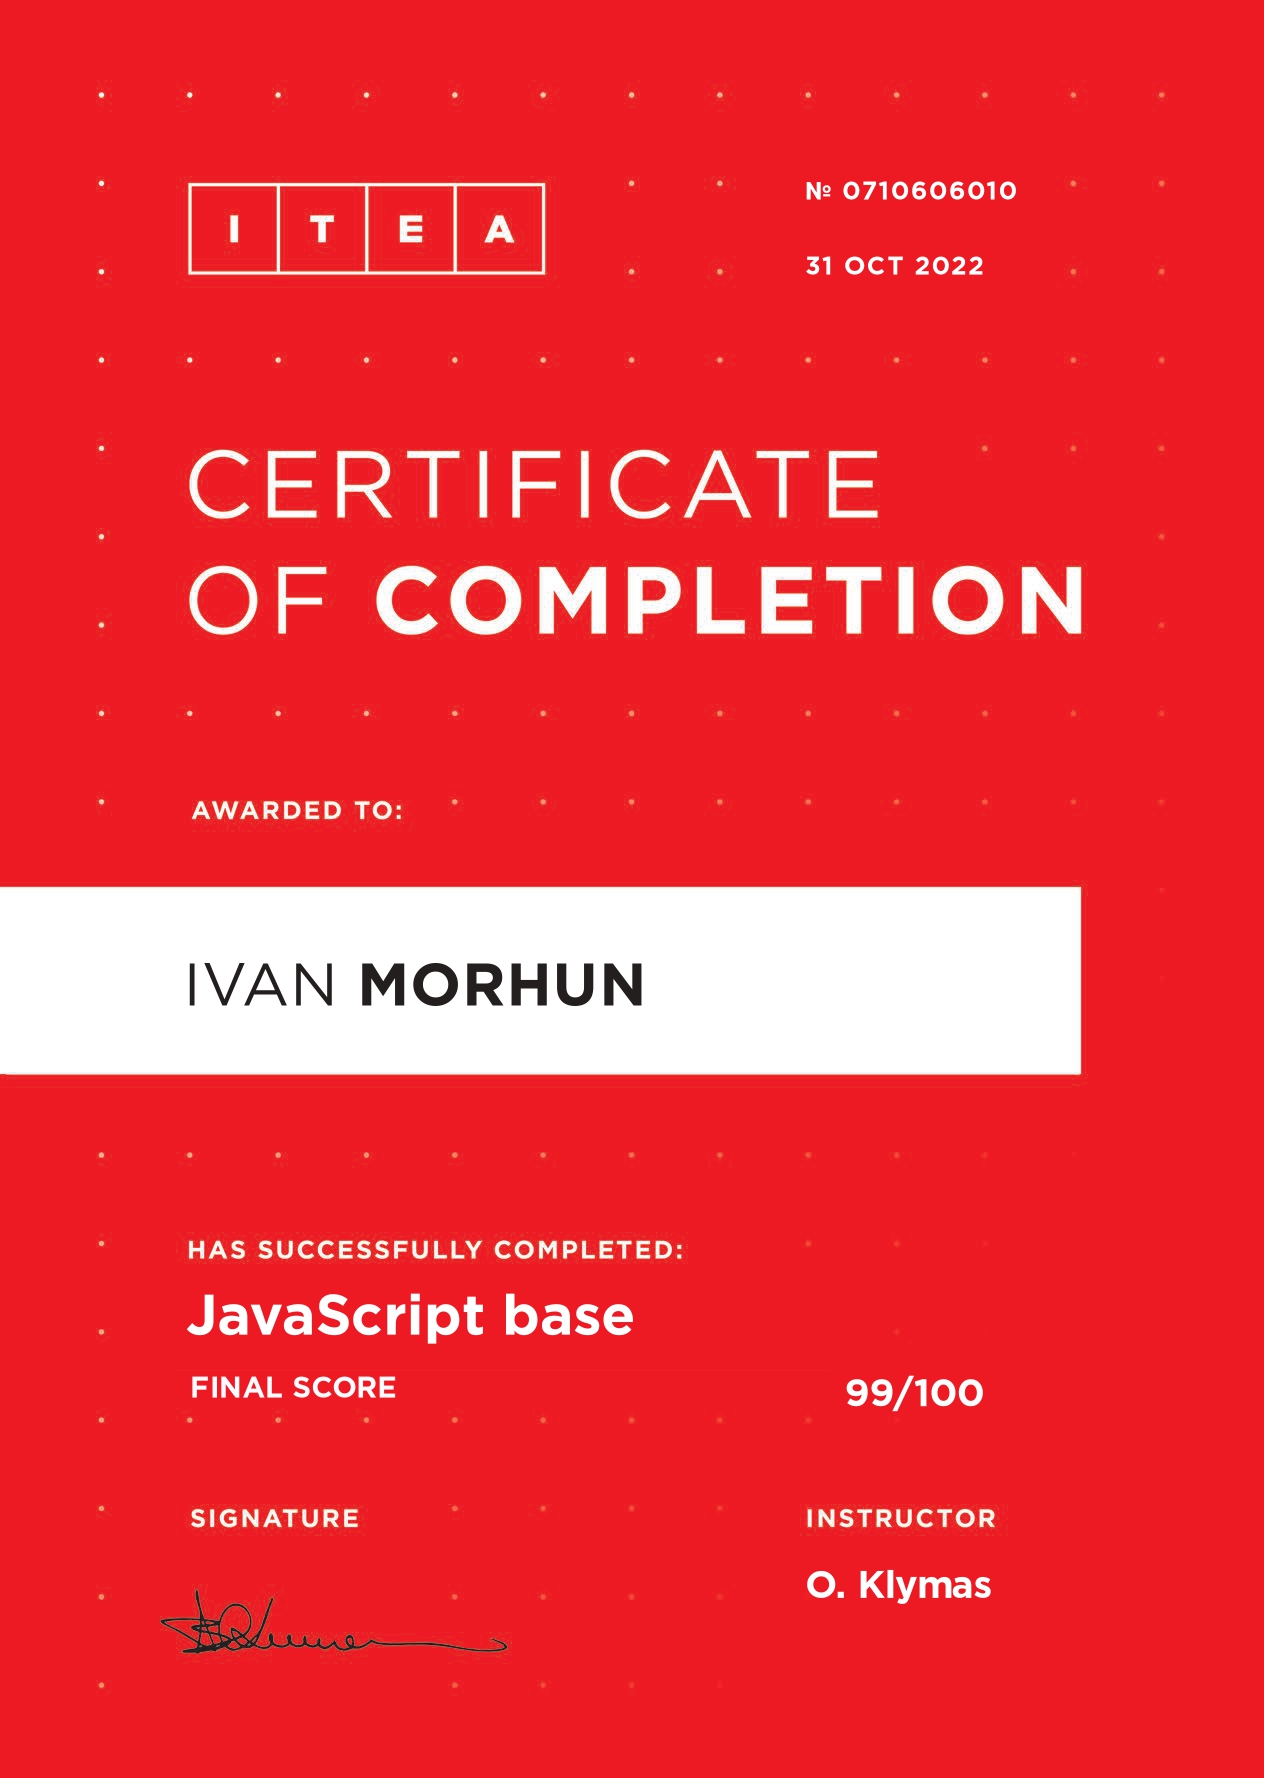 ITEA
№ 0710606010
31 OCT 2022
CERTIFICATE
OF COMPLETION
AWARDED TO:
IVAN MORHUN
HAS SUCCESSFULLY COMPLETED:
JavaScript base
FINAL SCORE 99/100
SIGNATURE
INSTRUCTOR
O. Klymas